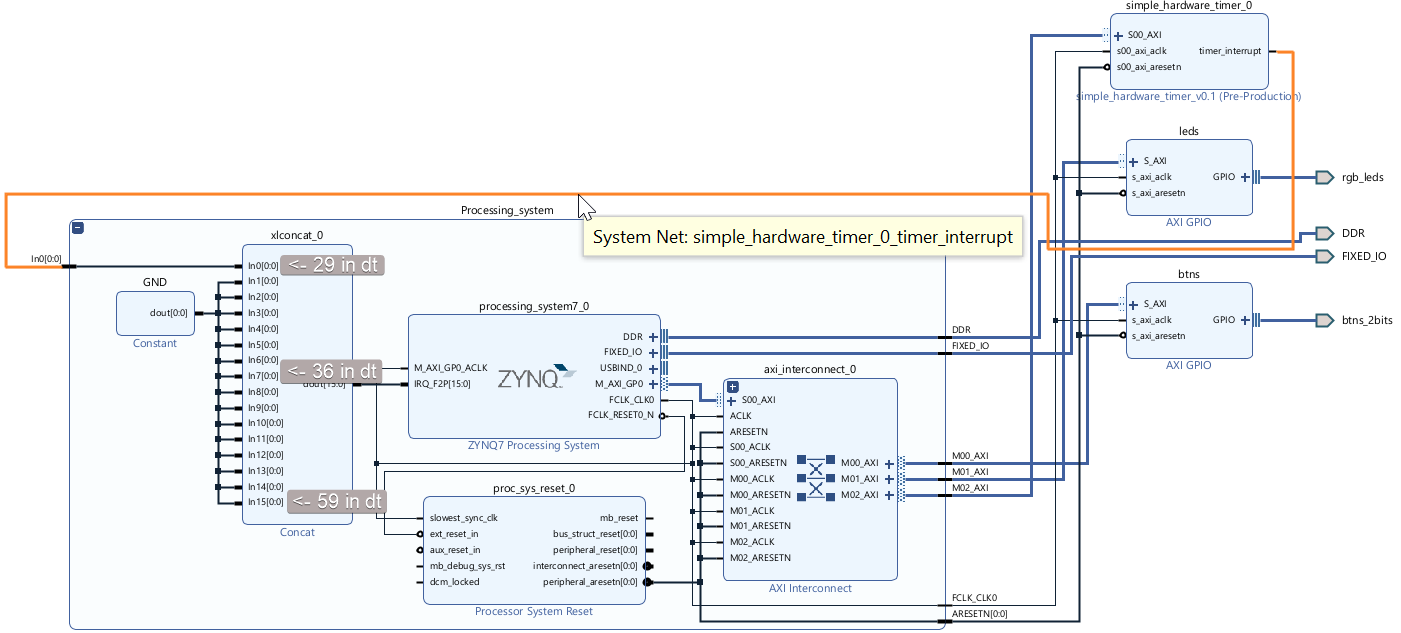 simple_hardware_timer_0
S00_AXI
s00_axi_aclk
timer_interrupt
s00_axi_aresetn
simple_hardware_timer_v0.1 (Pre-Production)
leds
S_AXI
s_axi_aclk
GPIO
s_axi_aresetn
AXI GPIO
rgb_leds
DDR
FIXED_IO
btns
S_AXI
s_axi_aclk
GPIO
s_axi_aresetn
AXI GPIO
btns_2bits
Processing_system
System Net: simple_hardware_timer_0_timer_interrupt
In0[0:0]
xlconcat_0
In0[0:0] <- 29 in dt
In1[0:0]
In2[0:0]
In3[0:0]
In4[0:0]
In5[0:0]
In6[0:0]
In7[0:0] <- 36 in dt
dout[15:0]
In8[0:0]
In9[0:0]
In10[0:0]
In11[0:0]
In12[0:0]
In13[0:0]
In14[0:0]
In15[0:0] <- 59 in dt
Concat
GND
dout[0:0]
Constant
processing_system7_0
DDR
FIXED_IO
USBIND_0
M_AXI_GP0_ACLK
M_AXI_GP0
IRQ_F2P[15:0]
ZYNQ
FCLK_CLK0
FCLK_RESET0_N
ZYNQ7 Processing System
proc_sys_reset_0
slowest_sync_clk
mb_reset
ext_reset_in
bus_struct_reset[0:0]
aux_reset_in
peripheral_reset[0:0]
mb_debug_sys_rst
interconnect_aresetn[0:0]
dcm_locked
peripheral_aresetn[0:0]
Processor System Reset
axi_interconnect_0
S00_AXI
ACLK
ARESETN
S00_ACLK
S00_ARESETN
M00_ACLK
M00_ARESETN
M01_ACLK
M01_ARESETN
M02_ACLK
M02_ARESETN
M00_AXI
M01_AXI
M02_AXI
AXI Interconnect
DDR
FIXED_IO
M00_AXI
M01_AXI
M02_AXI
FCLK_CLK0
ARESETN[0:0]